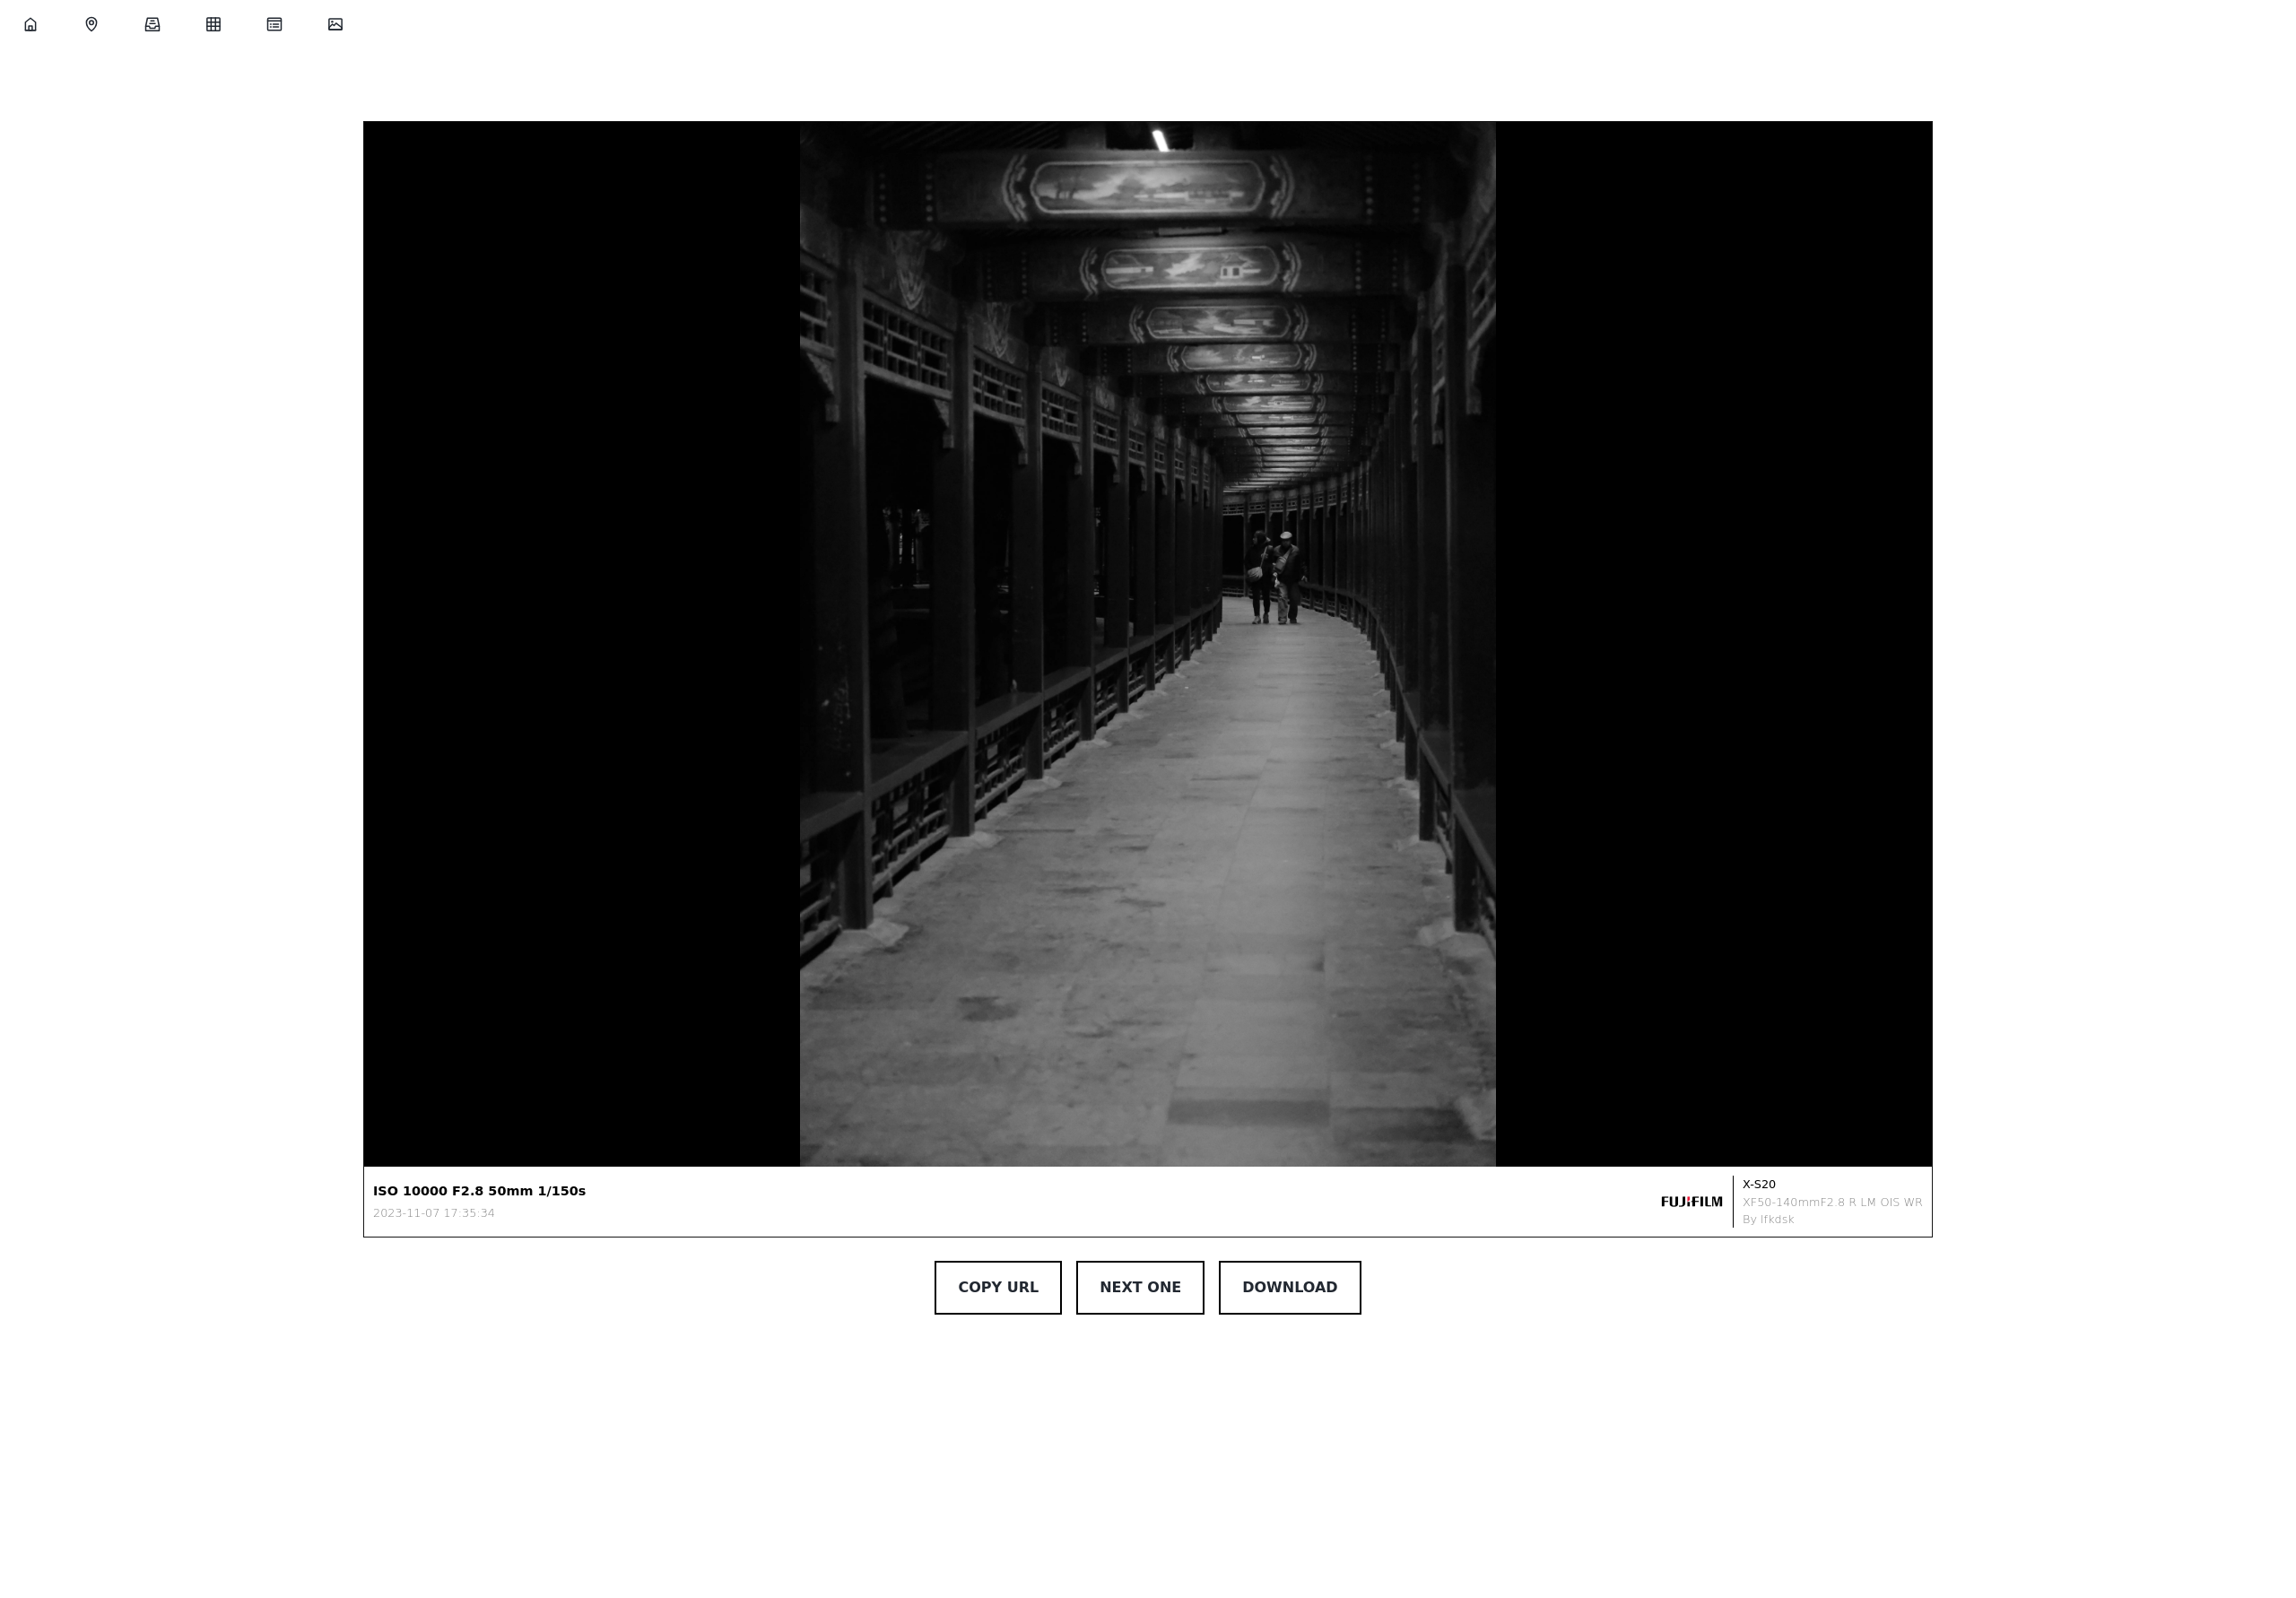 ISO 10000 F2.8 50mm 1/150s
2023-11-07 17:35:34
FUJIFILM
X-S20
XF50-140mmF2.8 R LM OIS WR
By lfkdsk
COPY URL
NEXT ONE
DOWNLOAD